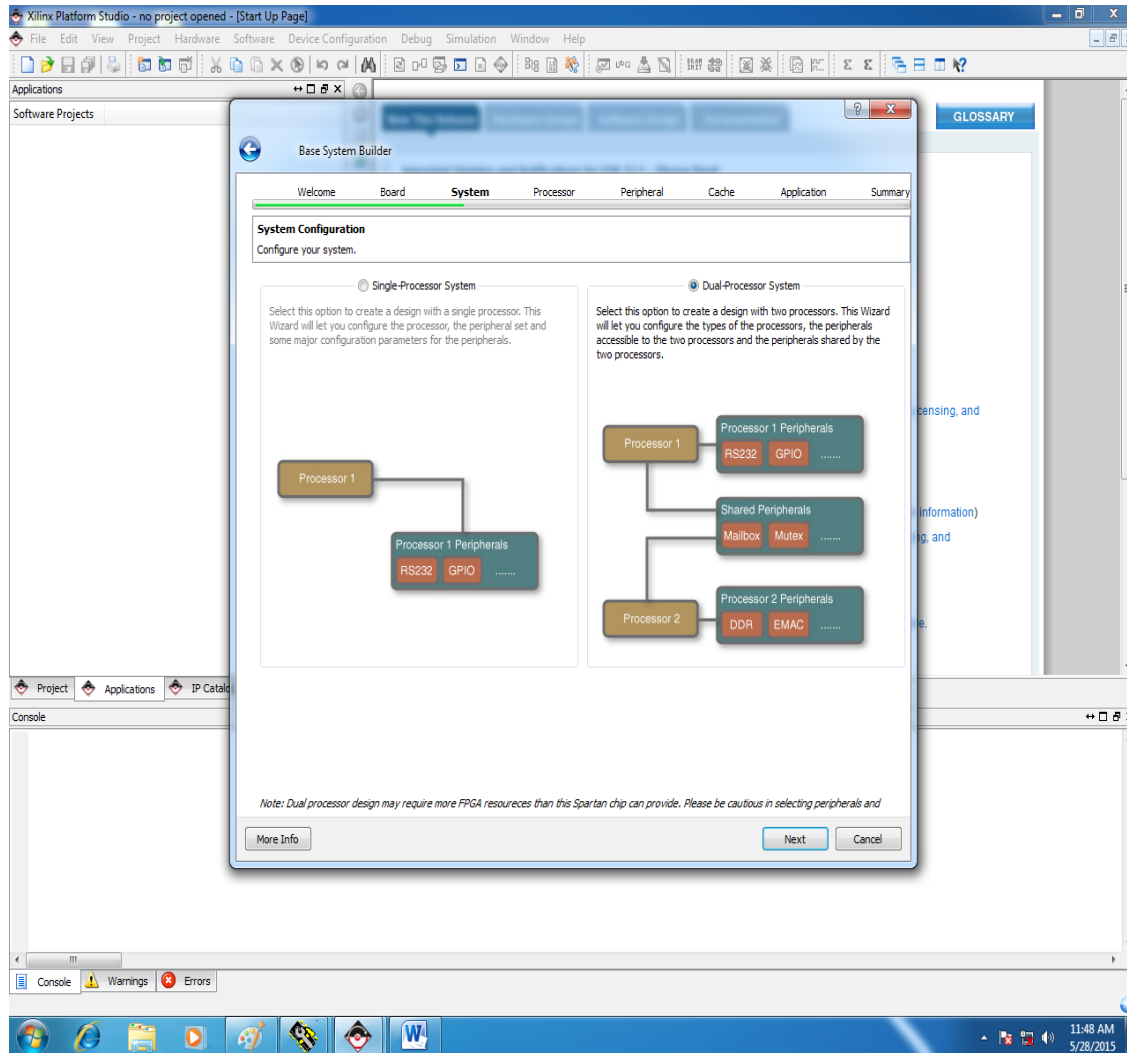 Xilinx Platform Studio - no project opened - [Start Up Page]
File Edit View Project Hardware Software Device Configuration Debug Simulation Window Help
Applications
Software Projects
GLOSSARY
Base System Builder
Welcome Board System Processor Peripheral Cache Application Summary
System Configuration
Configure your system.
Single-Processor System
Select this option to create a design with a single processor. This
Wizard will let you configure the processor, the peripheral set and
some major configuration parameters for the peripherals.
Processor 1
Processor 1 Peripherals
RS232 GPIO .......
Dual-Processor System
Select this option to create a design with two processors. This Wizard
will let you configure the types of the processors, the peripherals
accessible to the two processors and the peripherals shared by the
two processors.
Processor 1
Processor 1 Peripherals
RS232 GPIO .......
Shared Peripherals
Mailbox Mutex .......
Processor 2
Processor 2 Peripherals
DDR EMAC .......
censing, and
information)
ng, and
e.
Project Applications IP Catalo
Console
Note: Dual processor design may require more FPGA resoureces than this Spartan chip can provide. Please be cautious in selecting peripherals and
More Info Next Cancel
Console Warnings Errors
11:48 AM
5/28/2015